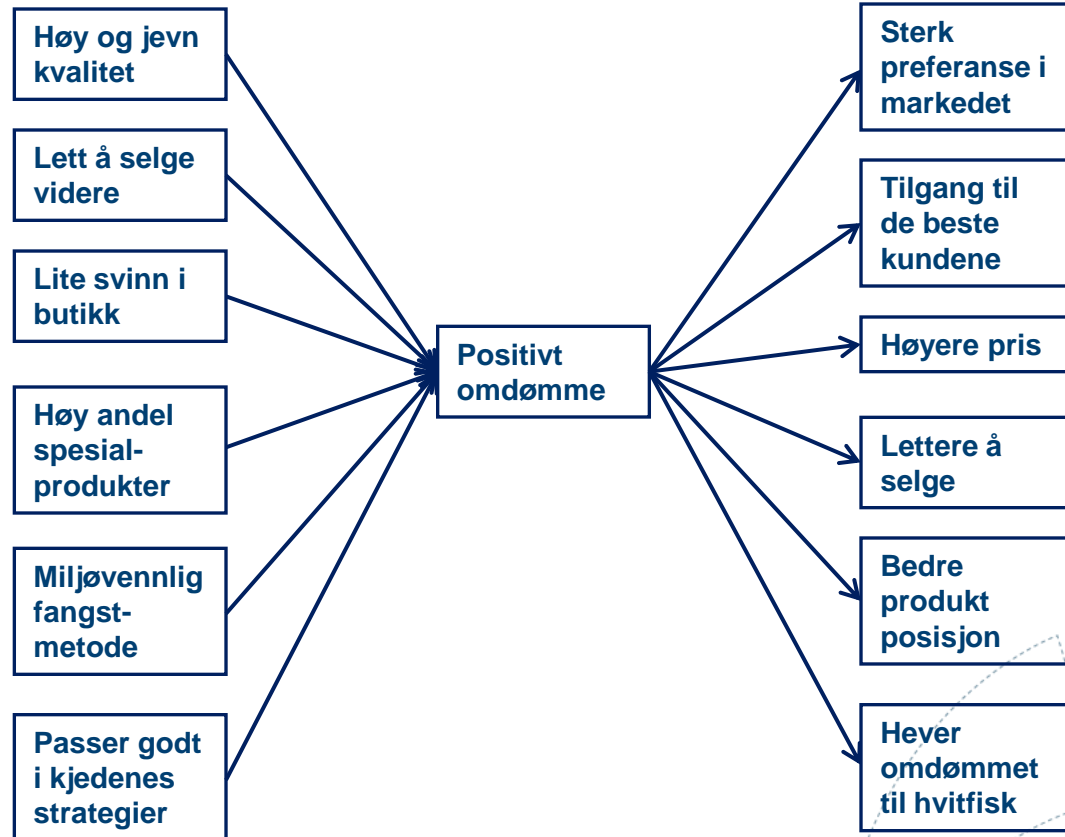 Høy og jevn
kvalitet
Lett å selge
videre
Lite svinn i
butikk
Høy andel
spesial-
produkter
Miljøvennlig
fangst-
metode
Passer godt
i kjedenes
strategier
Positivt
omdømme
Sterk
preferanse i
markedet
Tilgang til
de beste
kundene
Høyere pris
Lettere å
selge
Bedre
produkt
posisjon
Hever
omdømmet
til hvitfisk